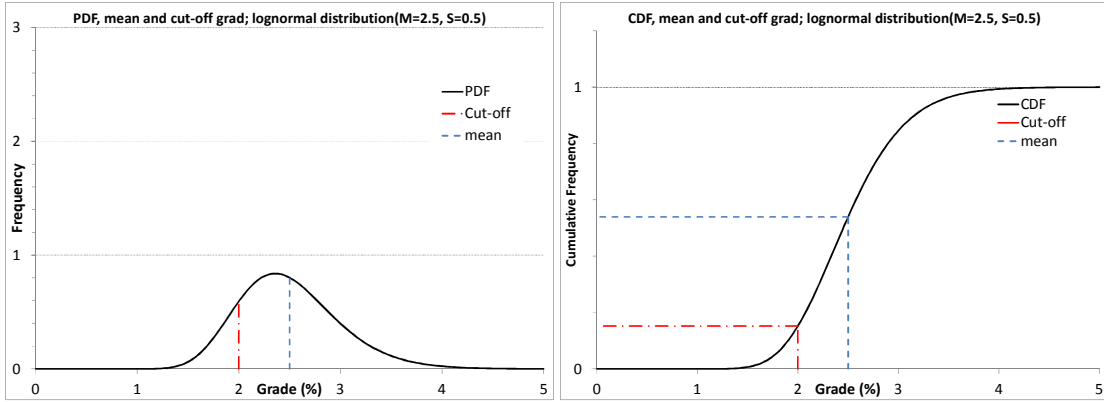 PDF, mean and cut-off grad; lognormal distribution(M=2.5, S=0.5)
3
2
1
0
Frequency
PDF
Cut-off
mean
0 1 2 3 4 5
Grade (%)
CDF, mean and cut-off grad; lognormal distribution(M=2.5, S=0.5)
1
0
Cumulative Frequency
CDF
Cut-off
mean
0 1 2 3 4 5
Grade (%)